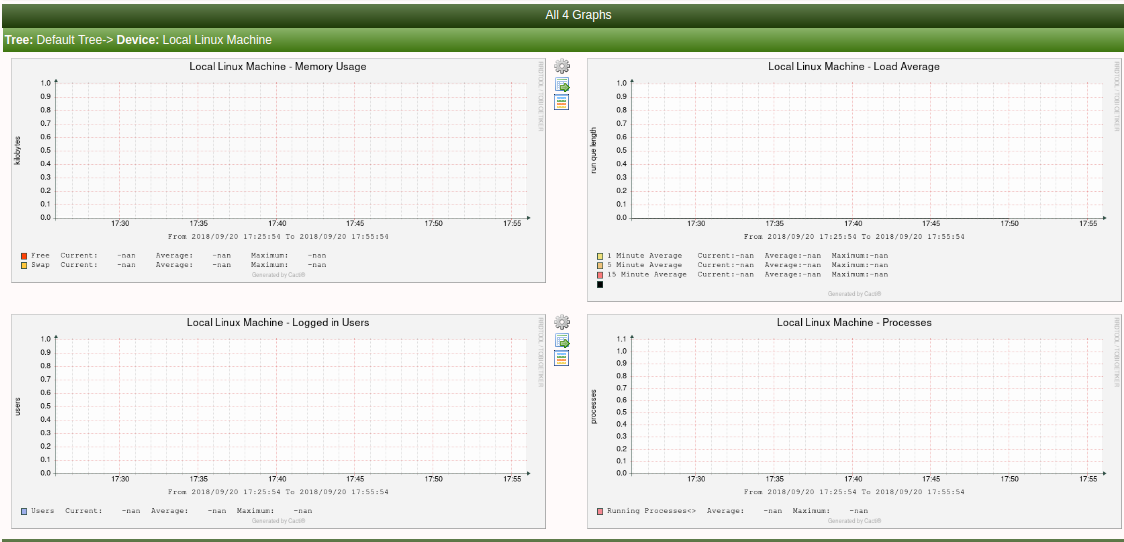 All 4 Graphs
Tree: Default Tree-> Device: Local Linux Machine
Local Linux Machine - Memory Usage
RRDTOOL / TOBI OETIKER
kilobytes
1.0
0.9
0.8
0.7
0.6
0.5
0.4
0.3
0.2
0.1
0.0
17:30 17:35 17:40 17:45 17:50 17:55
From 2018/09/20 17:25:54 To 2018/09/20 17:55:54
Free Current: -nan Average: -nan Maximum: -nan
Swap Current: -nan Average: -nan Maximum: -nan
Generated by Cacti®
Local Linux Machine - Load Average
RRDTOOL / TOBI OETIKER
run que length
1.0
0.9
0.8
0.7
0.6
0.5
0.4
0.3
0.2
0.1
0.0
17:30 17:35 17:40 17:45 17:50 17:55
From 2018/09/20 17:25:54 To 2018/09/20 17:55:54
1 Minute Average Current:-nan Average:-nan Maximum:-nan
5 Minute Average Current:-nan Average:-nan Maximum:-nan
15 Minute Average Current:-nan Average:-nan Maximum:-nan
Generated by Cacti®
Local Linux Machine - Logged in Users
RRDTOOL / TOBI OETIKER
users
1.0
0.9
0.8
0.7
0.6
0.5
0.4
0.3
0.2
0.1
0.0
17:30 17:35 17:40 17:45 17:50 17:55
From 2018/09/20 17:25:54 To 2018/09/20 17:55:54
Users Current: -nan Average: -nan Maximum: -nan
Generated by Cacti®
Local Linux Machine - Processes
RRDTOOL / TOBI OETIKER
processes
1.1
1.0
0.9
0.8
0.7
0.6
0.5
0.4
0.3
0.2
0.1
0.0
17:30 17:35 17:40 17:45 17:50 17:55
From 2018/09/20 17:25:54 To 2018/09/20 17:55:54
Running Processes<> Average: -nan Maximum: -nan
Generated by Cacti®